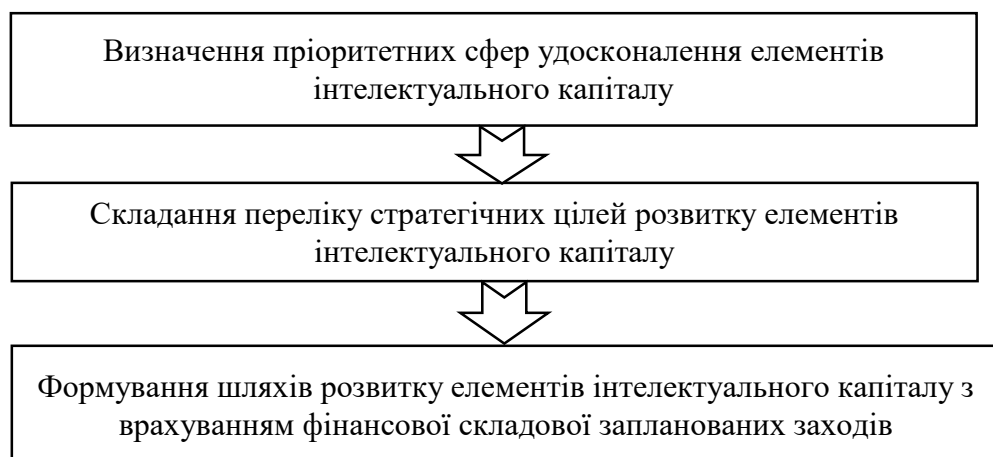 Визначення пріоритетних сфер удосконалення елементів
інтелектуального капіталу
Складання переліку стратегічних цілей розвитку елементів
інтелектуального капіталу
Формування шляхів розвитку елементів інтелектуального капіталу з
врахуванням фінансової складової запланованих заходів